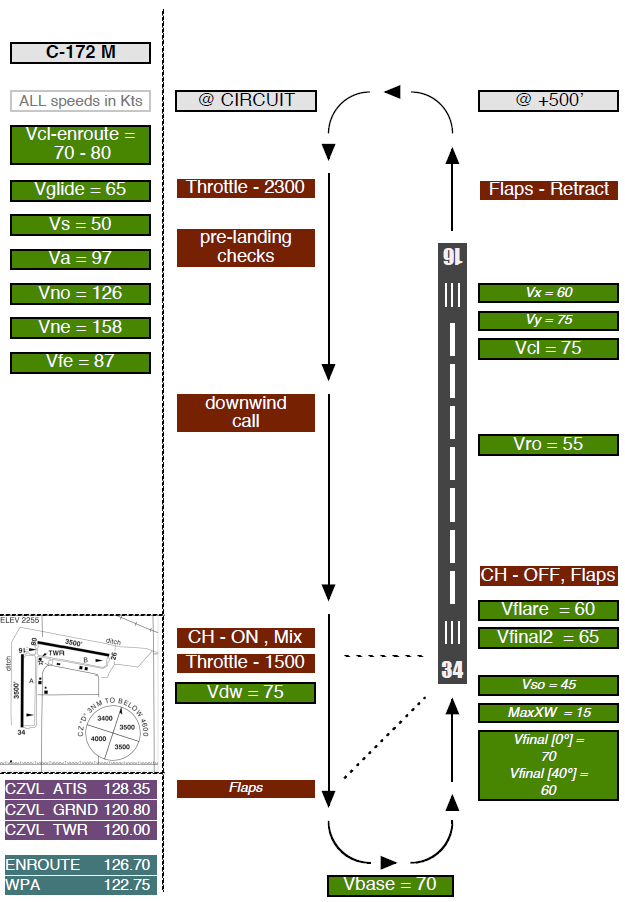 C-172 M
ALL speeds in Kts
Vcl-enroute =
70 - 80
Vglide = 65
Vs = 50
Va = 97
Vno = 126
Vne = 158
Vfe = 87
ELEV 2255
3500'
ditch
08
26
16
TWR
B
A
ditch
3500'
34
CZ "D" 3NM TO BELOW 4600
3400
3500
4000
3500
CZVL ATIS 128.35
CZVL GRND 120.80
CZVL TWR 120.00
ENROUTE 126.70
WPA 122.75
@ CIRCUIT
Throttle - 2300
pre-landing
checks
downwind
call
CH - ON , Mix
Throttle - 1500
Vdw = 75
Flaps
Vbase = 70
16
34
@ +500’
Flaps - Retract
Vx = 60
Vy = 75
Vcl = 75
Vro = 55
CH - OFF, Flaps
Vflare = 60
Vfinal2 = 65
Vso = 45
MaxXW = 15
Vfinal [0º] =
70
Vfinal [40º] =
60